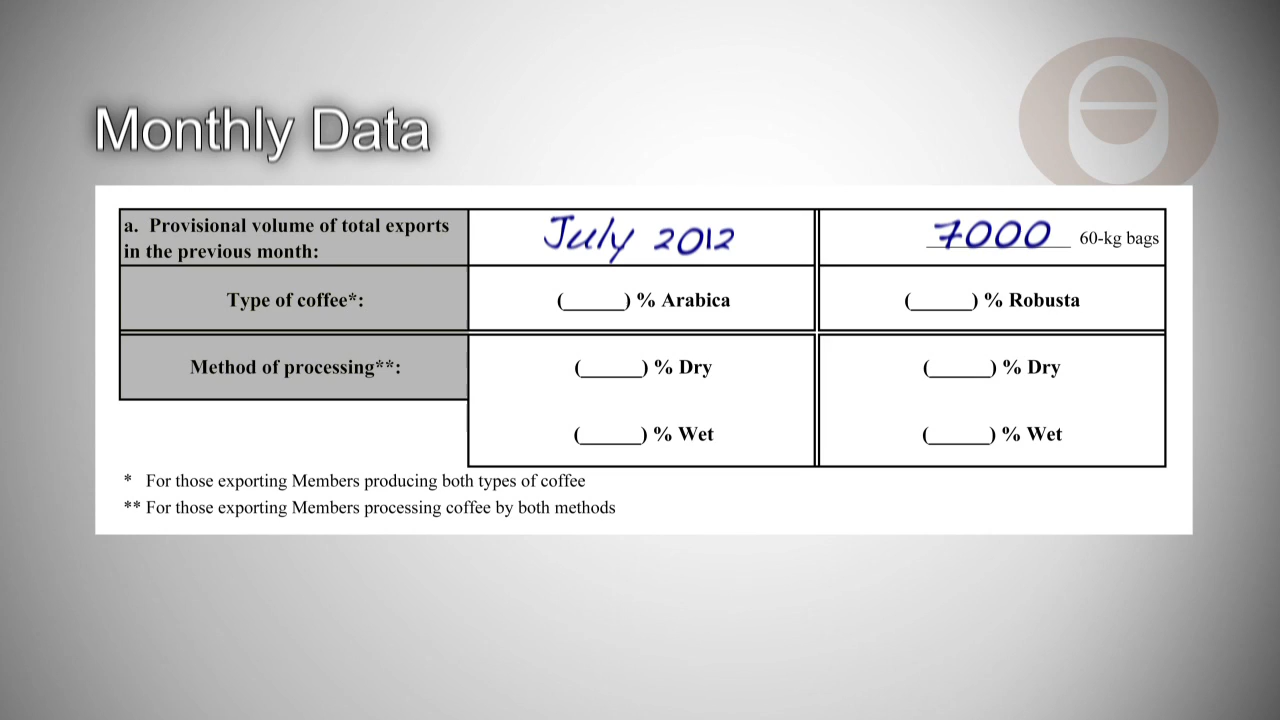 Monthly Data
a. Provisional volume of total exports in the previous month:
July 2012
7000 60-kg bags
Type of coffee*:
(______) % Arabica
(______) % Robusta
Method of processing**:
(______) % Dry
(______) % Dry
(______) % Wet
(______) % Wet
* For those exporting Members producing both types of coffee
** For those exporting Members processing coffee by both methods